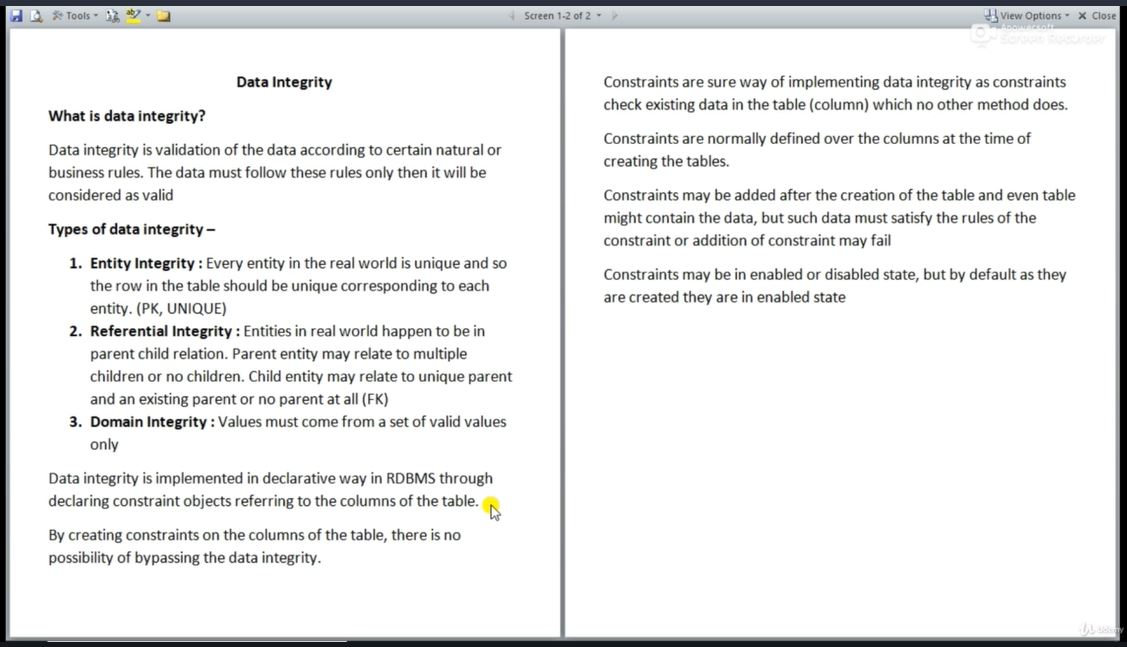 Tools
View Options
Close
Screen 1-2 of 2
Apowersoft
Screen Recorder
Data Integrity
What is data integrity?
Data integrity is validation of the data according to certain natural or
business rules. The data must follow these rules only then it will be
considered as valid
Types of data integrity –
1. Entity Integrity : Every entity in the real world is unique and so
the row in the table should be unique corresponding to each
entity. (PK, UNIQUE)
2. Referential Integrity : Entities in real world happen to be in
parent child relation. Parent entity may relate to multiple
children or no children. Child entity may relate to unique parent
and an existing parent or no parent at all (FK)
3. Domain Integrity : Values must come from a set of valid values
only
Data integrity is implemented in declarative way in RDBMS through
declaring constraint objects referring to the columns of the table.
By creating constraints on the columns of the table, there is no
possibility of bypassing the data integrity.
Constraints are sure way of implementing data integrity as constraints
check existing data in the table (column) which no other method does.
Constraints are normally defined over the columns at the time of
creating the tables.
Constraints may be added after the creation of the table and even table
might contain the data, but such data must satisfy the rules of the
constraint or addition of constraint may fail
Constraints may be in enabled or disabled state, but by default as they
are created they are in enabled state
Udemy